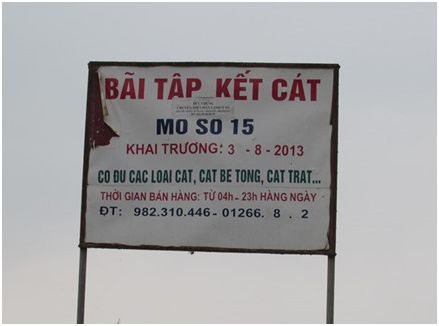 BÃI TẬP KẾT CÁT
MO SO 15
KHAI TRƯƠNG: 3 - 8 - 2013
CO ĐU CAC LOAI CAT, CAT BE TONG, CAT TRAT...
THỜI GIAN BÁN HÀNG: TỪ 04h - 23h HÀNG NGÀY
ĐT: 982.310.446 - 01266. 8 . 2